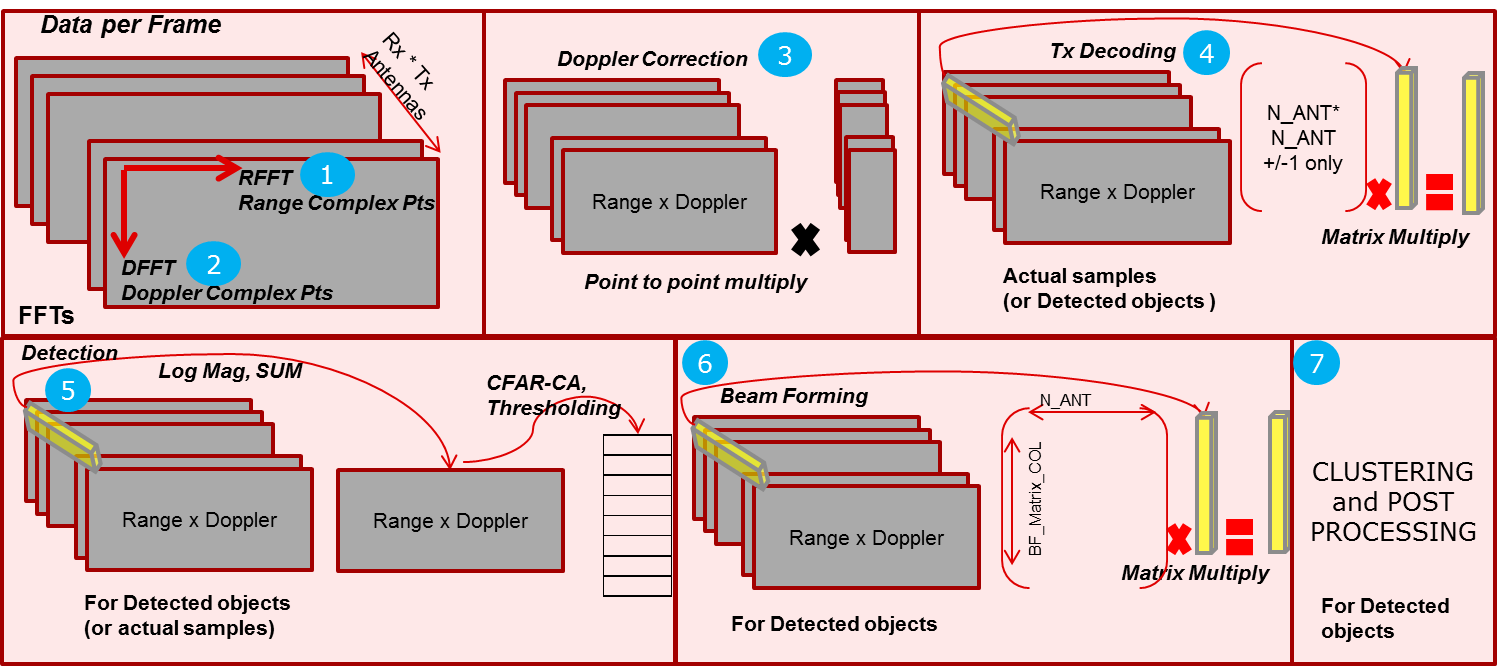 Data per Frame
Rx * Tx
Antennas
1
RFFT
Range Complex Pts
2
DFFT
Doppler Complex Pts
FFTs
Doppler Correction
3
Range x Doppler
Point to point multiply
Tx Decoding
4
N_ANT*
N_ANT
+/-1 only
Range x Doppler
Matrix Multiply
Actual samples
(or Detected objects )
Detection
5
Log Mag, SUM
CFAR-CA,
Thresholding
Range x Doppler
Range x Doppler
For Detected objects
(or actual samples)
6
Beam Forming
N_ANT
BF_Matrix_COL
Range x Doppler
Matrix Multiply
For Detected objects
7
CLUSTERING
and POST
PROCESSING
For Detected
objects